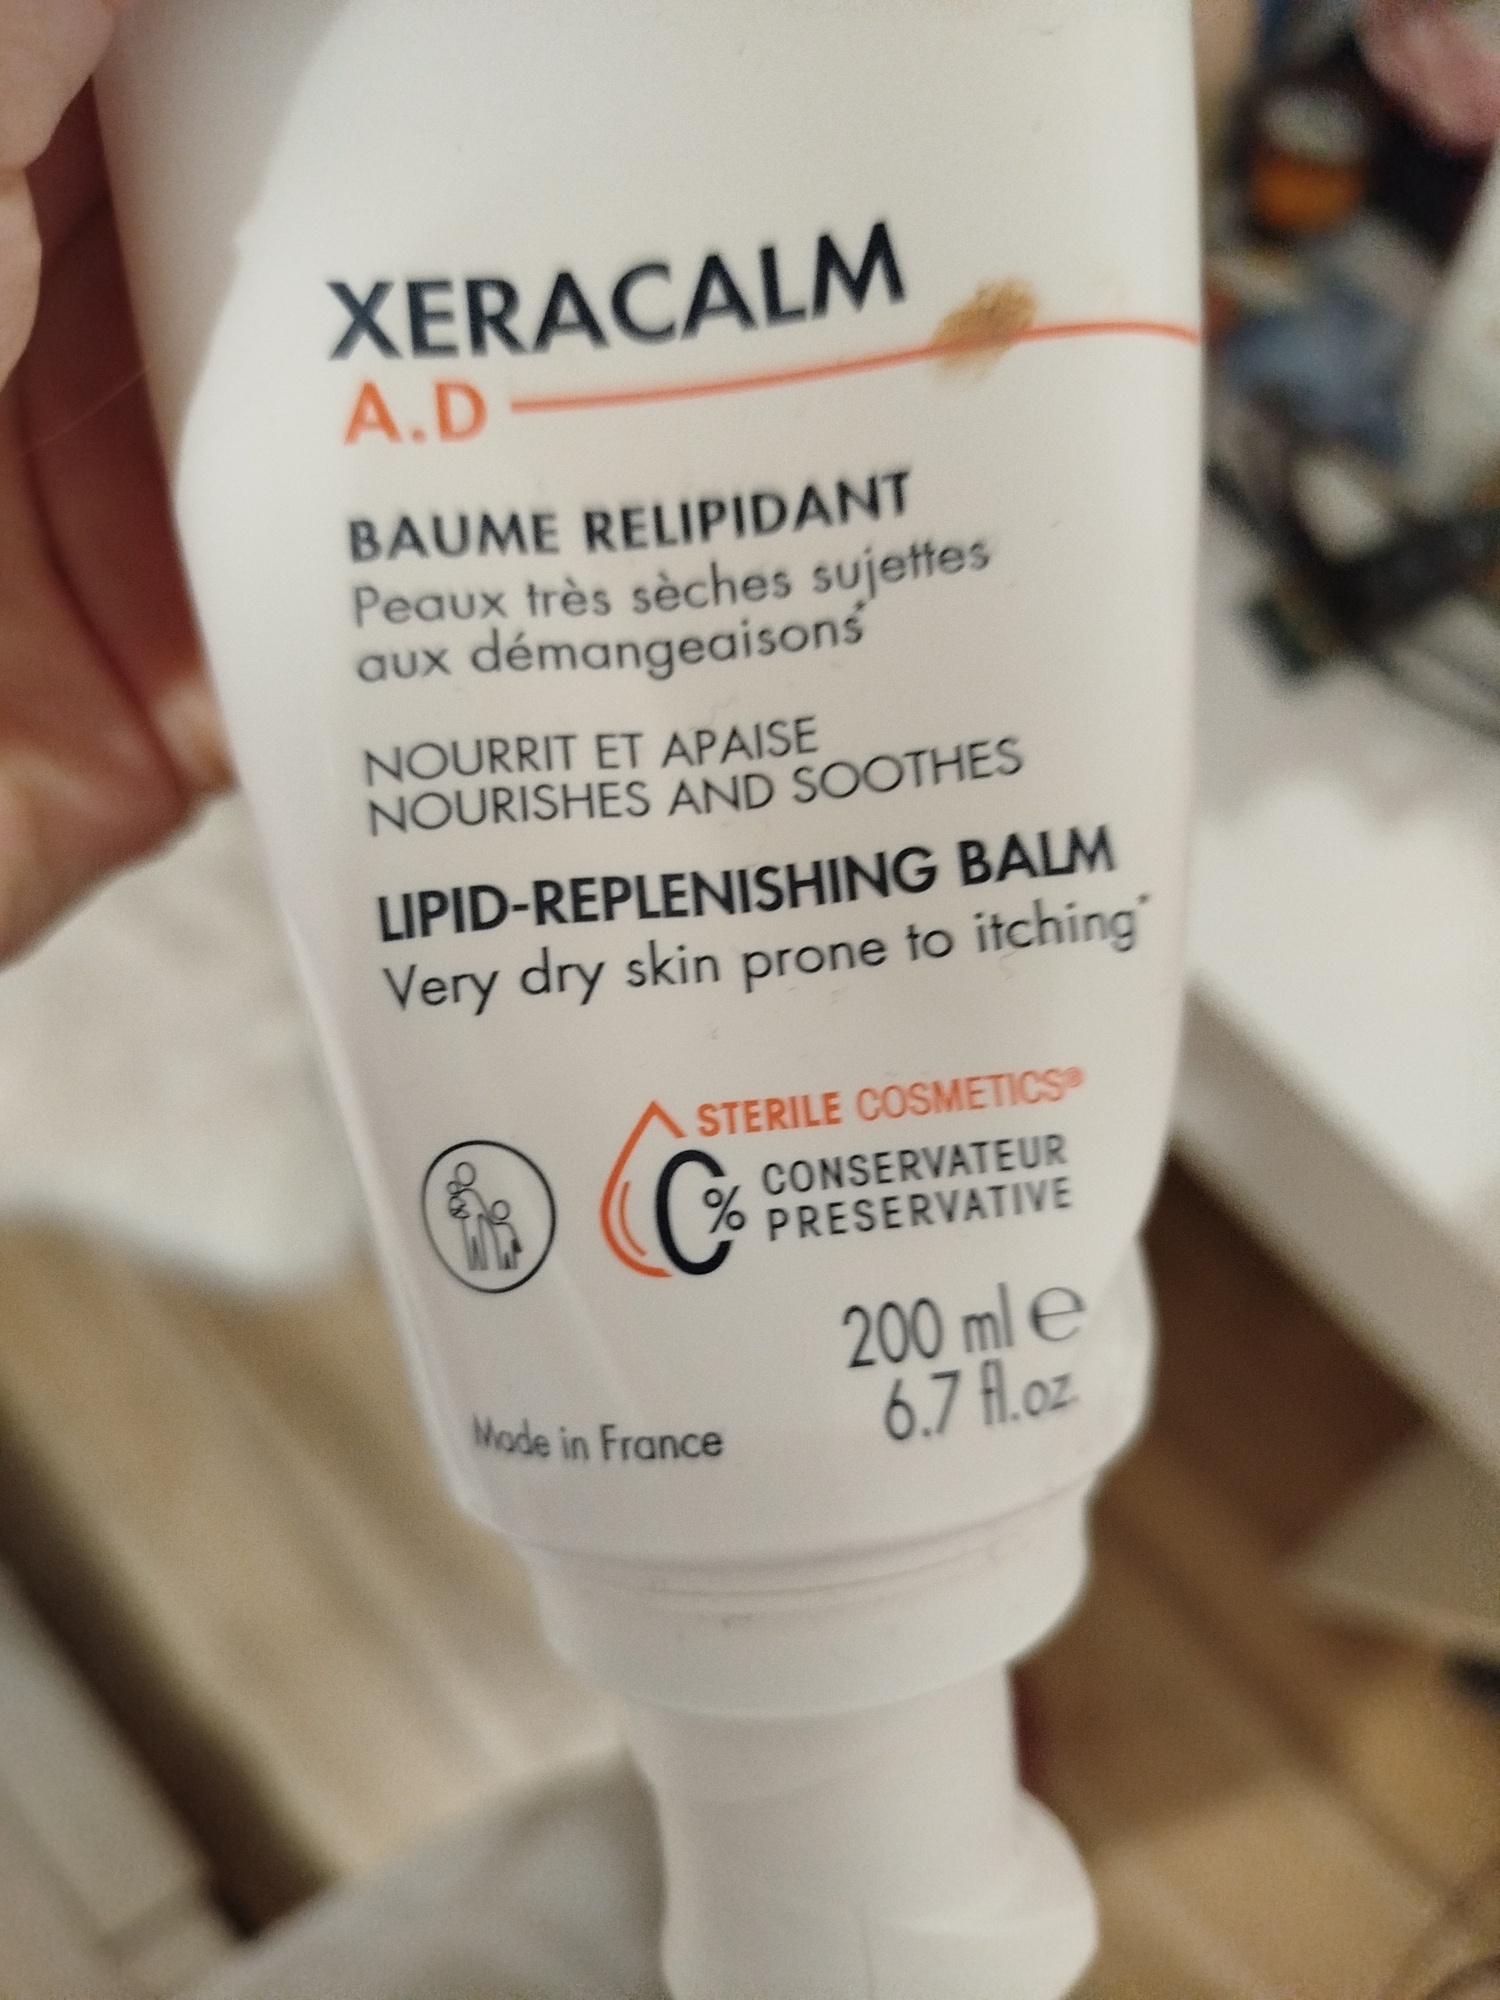 XERACALM
A.D
BAUME RELIPIDANT
Peaux très sèches sujettes
aux démangeaisons*
NOURRIT ET APAISE
NOURISHES AND SOOTHES
LIPID-REPLENISHING BALM
Very dry skin prone to itching*
STERILE COSMETICS®
0% CONSERVATEUR
PRESERVATIVE
200 ml ℮
6.7 fl.oz.
Made in France